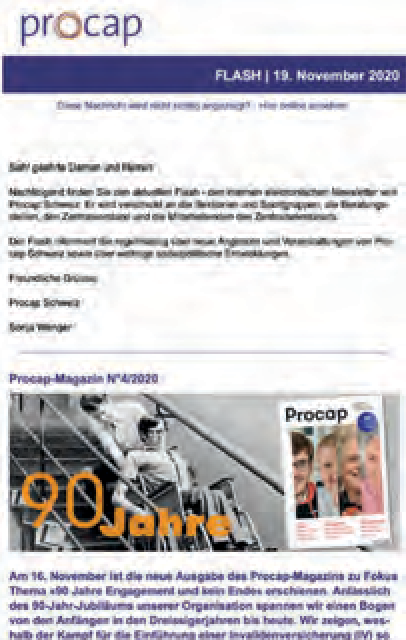 procap
FLASH | 19. November 2020
Diese Nachricht wird nicht richtig angezeigt? - Hier online ansehen
Sehr geehrte Damen und Herren
Nachfolgend finden Sie den aktuellen Flash - den internen elektronischen Newsletter von
Procap Schweiz. Er wird verschickt an die Sektionen und Sportgruppen, die Beratungs-
stellen, den Zentralvorstand und die Mitarbeitenden des Zentralsekretariats.
Der Flash informiert Sie regelmässig über neue Angebote und Veranstaltungen von Pro-
cap Schweiz sowie über wichtige sozialpolitische Entwicklungen.
Freundliche Grüsse
Procap Schweiz
Sonja Wenger
Procap-Magazin N°4/2020
Procap
90 Jahre
Am 16. November ist die neue Ausgabe des Procap-Magazins zu Fokus
Thema «90 Jahre Engagement und kein Ende» erschienen. Anlässlich
des 90-Jahr-Jubiläums unserer Organisation spannen wir einen Bogen
von den Anfängen in den Dreissigerjahren bis heute. Wir zeigen, wes-
halb der Kampf für die Einführung einer Invalidenversicherung (IV) so